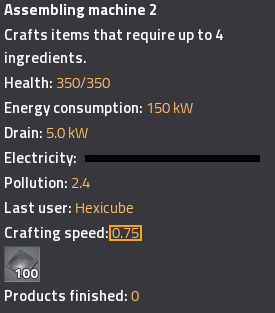 Assembling machine 2
Crafts items that require up to 4
ingredients.
Health: 350/350
Energy consumption: 150 kW
Drain: 5.0 kW
Electricity:
Pollution: 2.4
Last user: Hexicube
Crafting speed: 0.75
100
Products finished: 0